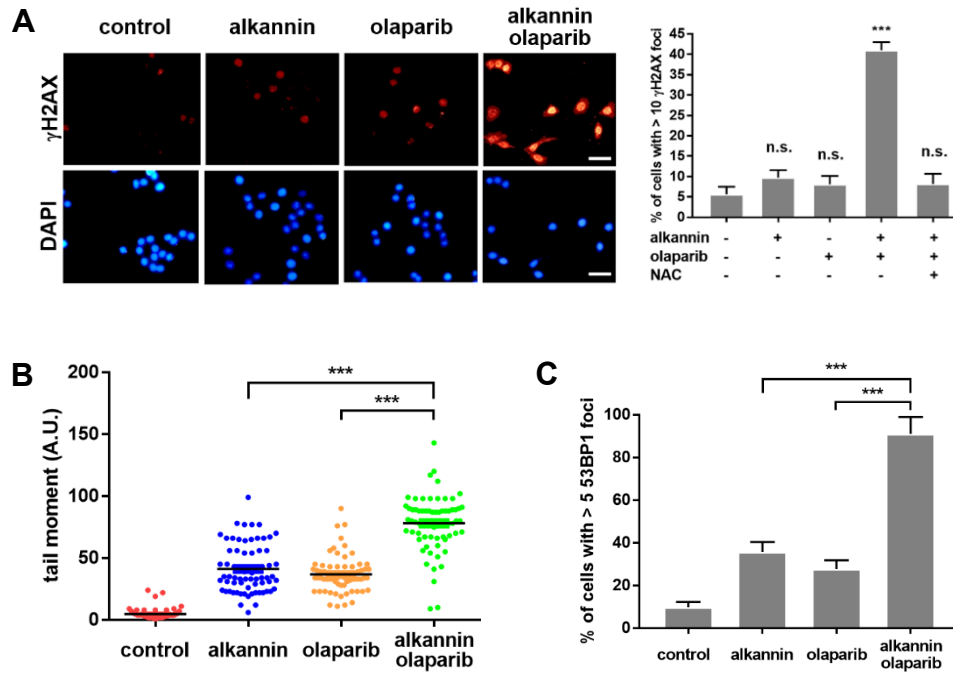 A
control
alkannin
olaparib
alkannin
olaparib
γH2AX
DAPI
% of cells with > 10 γH2AX foci
45
40
35
30
25
20
15
10
5
0
n.s.
n.s.
***
n.s.
alkannin - + - + +
olaparib - - + + +
NAC - - - - +
B
tail moment (A.U.)
200
150
100
50
0
***
***
control
alkannin
olaparib
alkannin
olaparib
C
% of cells with > 5 53BP1 foci
100
80
60
40
20
0
***
***
control
alkannin
olaparib
alkannin
olaparib